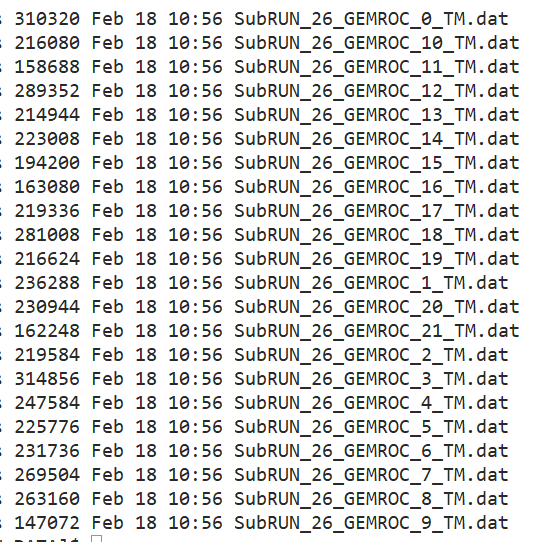 s 310320 Feb 18 10:56 SubRUN_26_GEMROC_0_TM.dat
s 216080 Feb 18 10:56 SubRUN_26_GEMROC_10_TM.dat
s 158688 Feb 18 10:56 SubRUN_26_GEMROC_11_TM.dat
s 289352 Feb 18 10:56 SubRUN_26_GEMROC_12_TM.dat
s 214944 Feb 18 10:56 SubRUN_26_GEMROC_13_TM.dat
s 223008 Feb 18 10:56 SubRUN_26_GEMROC_14_TM.dat
s 194200 Feb 18 10:56 SubRUN_26_GEMROC_15_TM.dat
s 163080 Feb 18 10:56 SubRUN_26_GEMROC_16_TM.dat
s 219336 Feb 18 10:56 SubRUN_26_GEMROC_17_TM.dat
s 281008 Feb 18 10:56 SubRUN_26_GEMROC_18_TM.dat
s 216624 Feb 18 10:56 SubRUN_26_GEMROC_19_TM.dat
s 236288 Feb 18 10:56 SubRUN_26_GEMROC_1_TM.dat
s 230944 Feb 18 10:56 SubRUN_26_GEMROC_20_TM.dat
s 162248 Feb 18 10:56 SubRUN_26_GEMROC_21_TM.dat
s 219584 Feb 18 10:56 SubRUN_26_GEMROC_2_TM.dat
s 314856 Feb 18 10:56 SubRUN_26_GEMROC_3_TM.dat
s 247584 Feb 18 10:56 SubRUN_26_GEMROC_4_TM.dat
s 225776 Feb 18 10:56 SubRUN_26_GEMROC_5_TM.dat
s 231736 Feb 18 10:56 SubRUN_26_GEMROC_6_TM.dat
s 269504 Feb 18 10:56 SubRUN_26_GEMROC_7_TM.dat
s 263160 Feb 18 10:56 SubRUN_26_GEMROC_8_TM.dat
s 147072 Feb 18 10:56 SubRUN_26_GEMROC_9_TM.dat